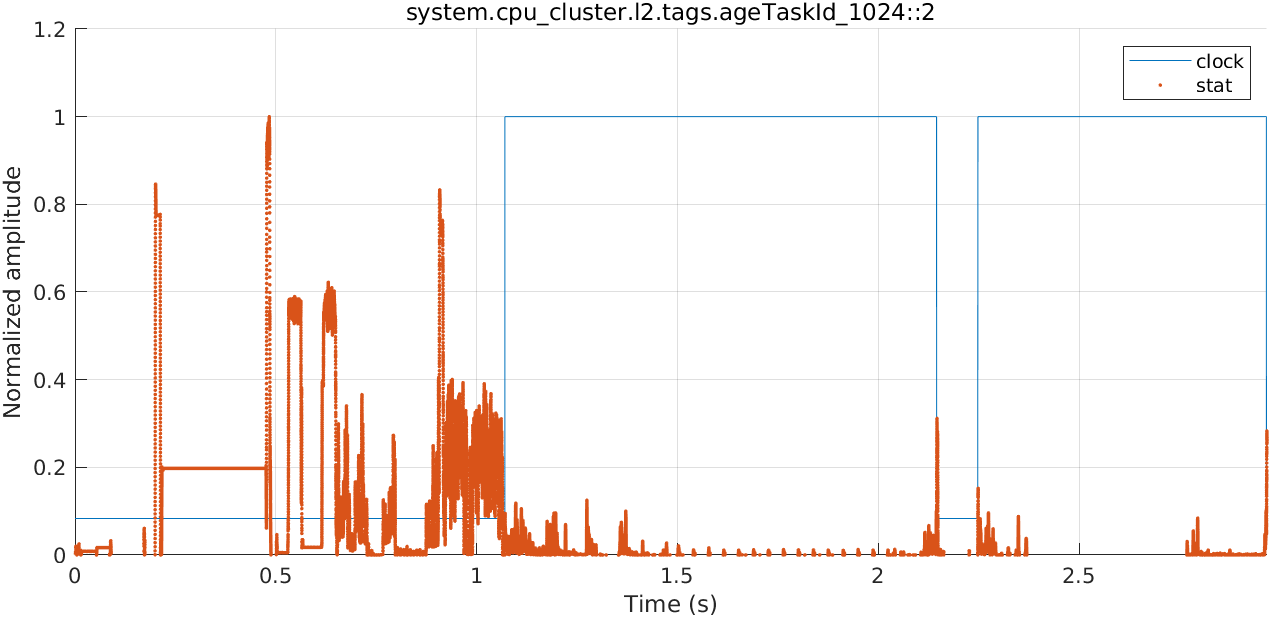 system.cpu_cluster.l2.tags.ageTaskId_1024::2
1.2
1
0.8
0.6
0.4
0.2
0
Normalized amplitude
clock
stat
0 0.5 1 1.5 2 2.5
Time (s)